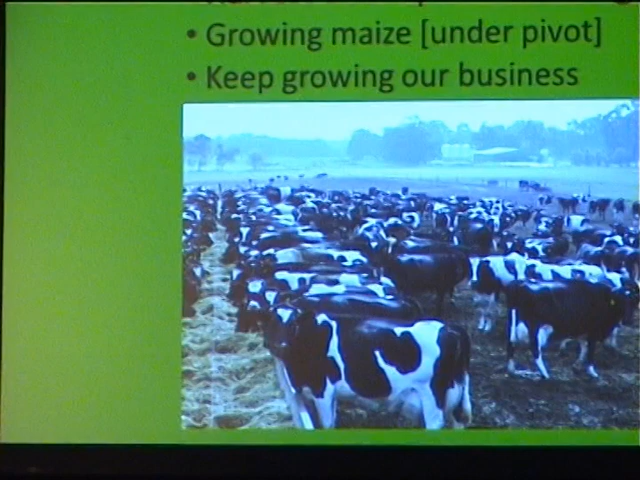 • Growing maize [under pivot]
• Keep growing our business